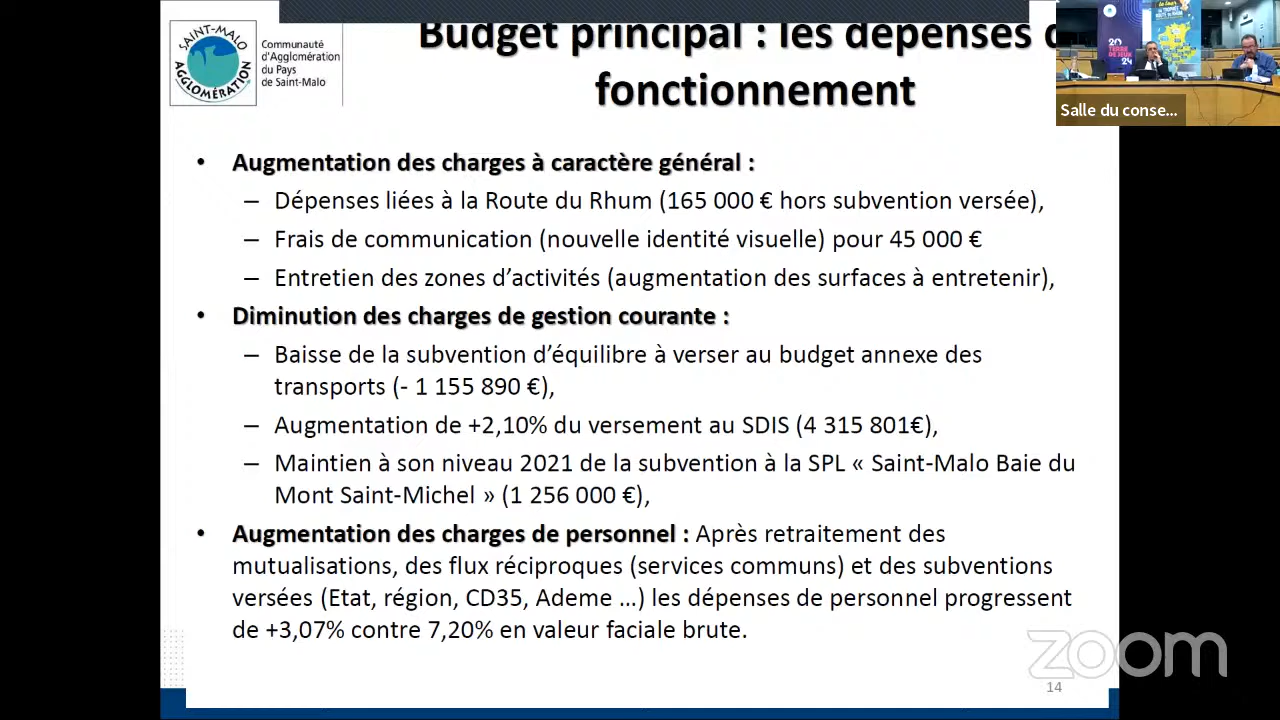 SAINT-MALO
AGGLOMÉRATION
Communauté
d'Agglomération
du Pays
de Saint-Malo
Budget principal : les dépenses
fonctionnement
Salle du conse...
• Augmentation des charges à caractère général :
– Dépenses liées à la Route du Rhum (165 000 € hors subvention versée),
– Frais de communication (nouvelle identité visuelle) pour 45 000 €
– Entretien des zones d’activités (augmentation des surfaces à entretenir),
• Diminution des charges de gestion courante :
– Baisse de la subvention d’équilibre à verser au budget annexe des
transports (- 1 155 890 €),
– Augmentation de +2,10% du versement au SDIS (4 315 801€),
– Maintien à son niveau 2021 de la subvention à la SPL « Saint-Malo Baie du
Mont Saint-Michel » (1 256 000 €),
• Augmentation des charges de personnel : Après retraitement des
mutualisations, des flux réciproques (services communs) et des subventions
versées (Etat, région, CD35, Ademe ...) les dépenses de personnel progressent
de +3,07% contre 7,20% en valeur faciale brute.
zoom
14